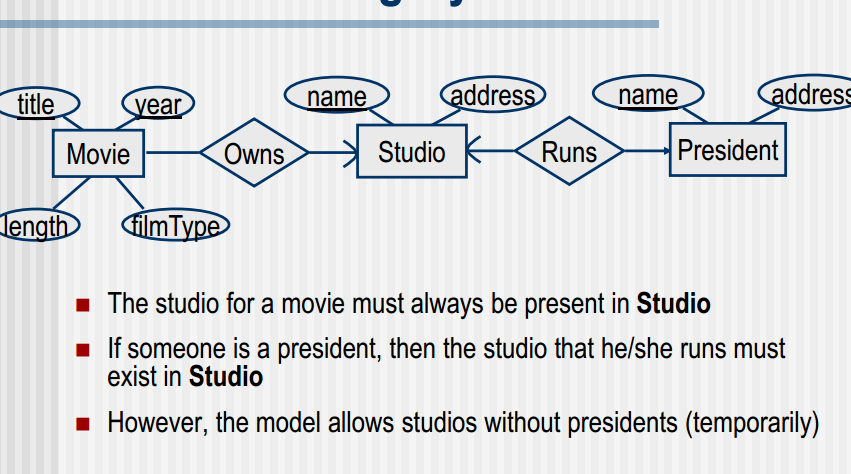 title
year
name
address
name
address
Movie
Owns
Studio
Runs
President
length
filmType
The studio for a movie must always be present in Studio
If someone is a president, then the studio that he/she runs must
exist in Studio
However, the model allows studios without presidents (temporarily)